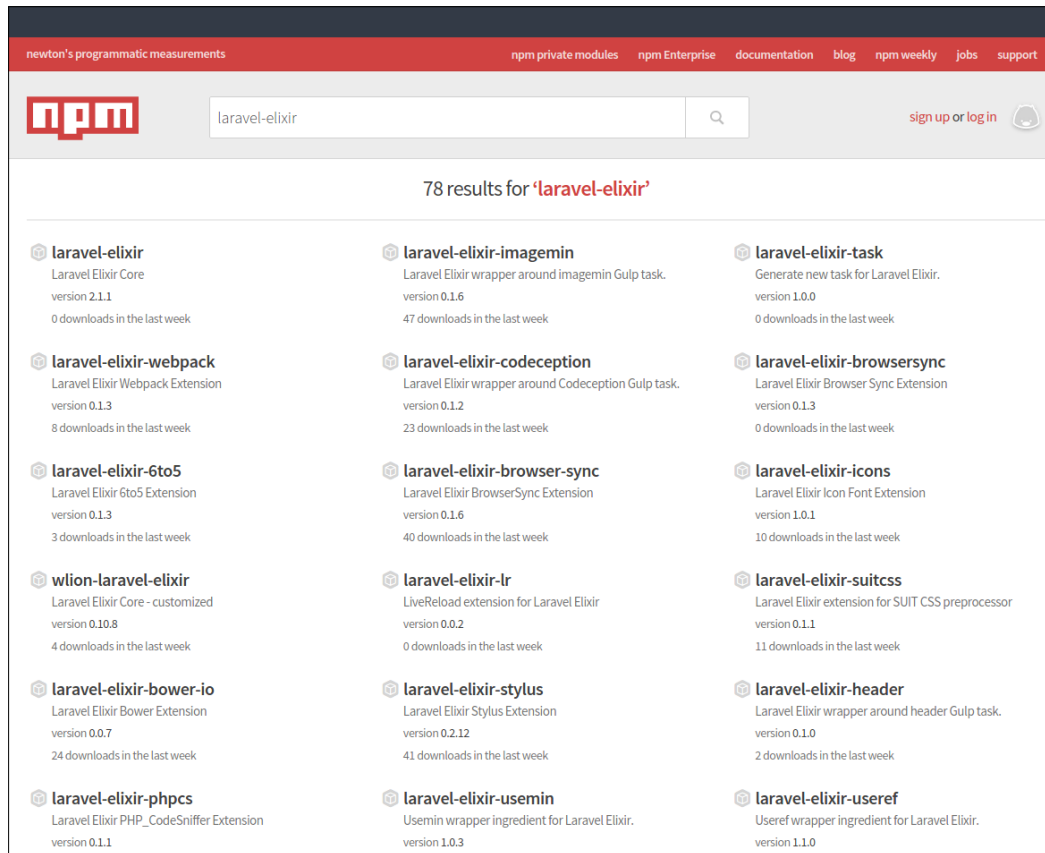 newton's programmatic measurements
npm private modules npm Enterprise documentation blog npm weekly jobs support
npm
laravel-elixir
sign up or log in
78 results for ‘laravel-elixir’
laravel-elixir
Laravel Elixir Core
version 2.1.1
0 downloads in the last week
laravel-elixir-imagemin
Laravel Elixir wrapper around imagemin Gulp task.
version 0.1.6
47 downloads in the last week
laravel-elixir-task
Generate new task for Laravel Elixir.
version 1.0.0
0 downloads in the last week
laravel-elixir-webpack
Laravel Elixir Webpack Extension
version 0.1.3
8 downloads in the last week
laravel-elixir-codeception
Laravel Elixir wrapper around Codeception Gulp task.
version 0.1.2
23 downloads in the last week
laravel-elixir-browsersync
Laravel Elixir Browser Sync Extension
version 0.1.3
0 downloads in the last week
laravel-elixir-6to5
Laravel Elixir 6to5 Extension
version 0.1.3
3 downloads in the last week
laravel-elixir-browser-sync
Laravel Elixir BrowserSync Extension
version 0.1.6
40 downloads in the last week
laravel-elixir-icons
Laravel Elixir Icon Font Extension
version 1.0.1
10 downloads in the last week
wlion-laravel-elixir
Laravel Elixir Core - customized
version 0.10.8
4 downloads in the last week
laravel-elixir-lr
LiveReload extension for Laravel Elixir
version 0.0.2
0 downloads in the last week
laravel-elixir-suitcss
Laravel Elixir extension for SUIT CSS preprocessor
version 0.1.1
11 downloads in the last week
laravel-elixir-bower-io
Laravel Elixir Bower Extension
version 0.0.7
24 downloads in the last week
laravel-elixir-stylus
Laravel Elixir Stylus Extension
version 0.2.12
41 downloads in the last week
laravel-elixir-header
Laravel Elixir wrapper around header Gulp task.
version 0.1.0
2 downloads in the last week
laravel-elixir-phpcs
Laravel Elixir PHP_CodeSniffer Extension
version 0.1.1
laravel-elixir-usemin
Usemin wrapper ingredient for Laravel Elixir.
version 1.0.3
laravel-elixir-useref
Useref wrapper ingredient for Laravel Elixir.
version 1.1.0